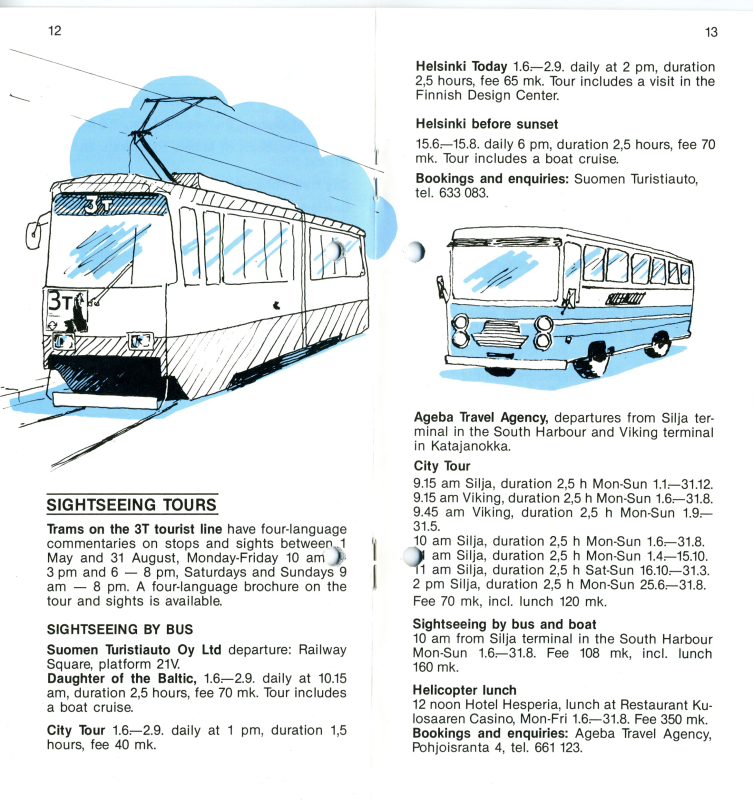 12
3T
3T
SIGHTSEEING TOURS
Trams on the 3T tourist line have four-language
commentaries on stops and sights between 1
May and 31 August, Monday-Friday 10 am
3 pm and 6 — 8 pm, Saturdays and Sundays 9
am — 8 pm. A four-language brochure on the
tour and sights is available.
SIGHTSEEING BY BUS
Suomen Turistiauto Oy Ltd departure: Railway
Square, platform 21V.
Daughter of the Baltic, 1.6.—2.9. daily at 10.15
am, duration 2,5 hours, fee 70 mk. Tour includes
a boat cruise.
City Tour 1.6.—2.9. daily at 1 pm, duration 1,5
hours, fee 40 mk.
13
Helsinki Today 1.6.—2.9. daily at 2 pm, duration
2,5 hours, fee 65 mk. Tour includes a visit in the
Finnish Design Center.
Helsinki before sunset
15.6.—15.8. daily 6 pm, duration 2,5 hours, fee 70
mk. Tour includes a boat cruise.
Bookings and enquiries: Suomen Turistiauto,
tel. 633 083.
Ageba Travel Agency, departures from Silja ter-
minal in the South Harbour and Viking terminal
in Katajanokka.
City Tour
9.15 am Silja, duration 2,5 h Mon-Sun 1.1.—31.12.
9.15 am Viking, duration 2,5 h Mon-Sun 1.6.—31.8.
9.45 am Viking, duration 2,5 h Mon-Sun 1.9.—
31.5.
10 am Silja, duration 2,5 h Mon-Sun 1.6.—31.8.
am Silja, duration 2,5 h Mon-Sun 1.4.—15.10.
11 am Silja, duration 2,5 h Sat-Sun 16.10.—31.3.
2 pm Silja, duration 2,5 h Mon-Sun 25.6.—31.8.
Fee 70 mk, incl. lunch 120 mk.
Sightseeing by bus and boat
10 am from Silja terminal in the South Harbour
Mon-Sun 1.6.—31.8. Fee 108 mk, incl. lunch
160 mk.
Helicopter lunch
12 noon Hotel Hesperia, lunch at Restaurant Ku-
losaaren Casino, Mon-Fri 1.6.—31.8. Fee 350 mk.
Bookings and enquiries: Ageba Travel Agency,
Pohjoisranta 4, tel. 661 123.